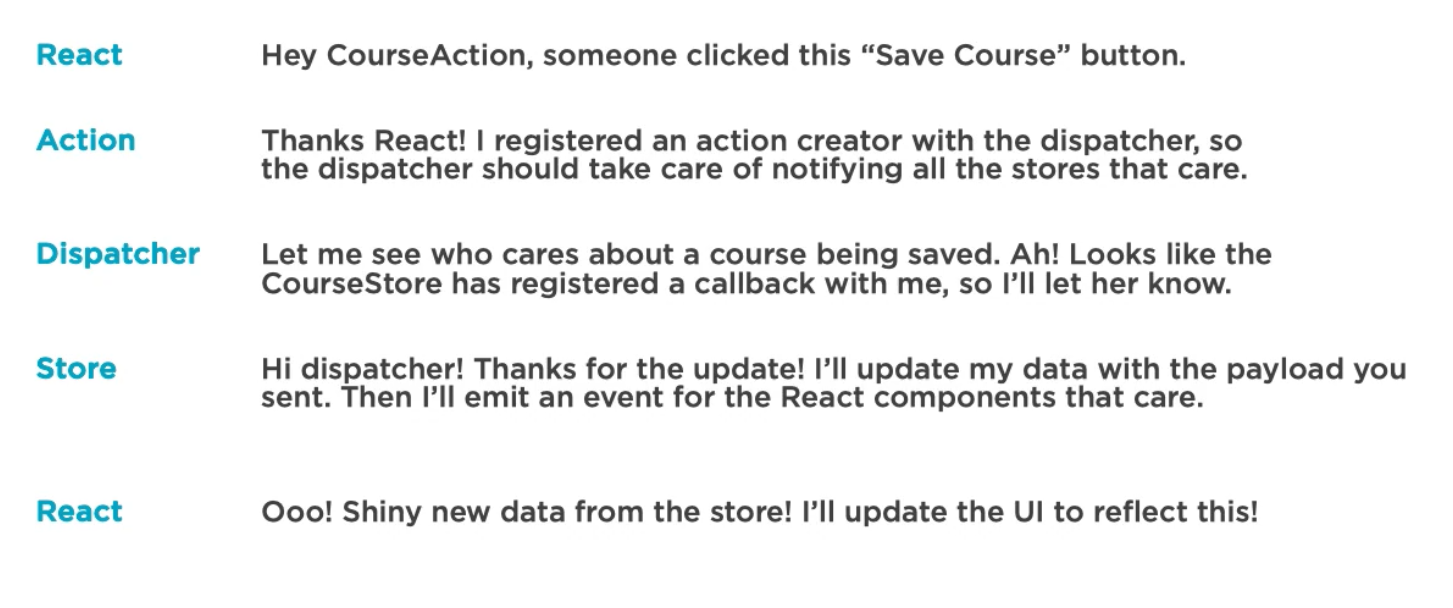 React Hey CourseAction, someone clicked this “Save Course” button.
Action Thanks React! I registered an action creator with the dispatcher, so
the dispatcher should take care of notifying all the stores that care.
Dispatcher Let me see who cares about a course being saved. Ah! Looks like the
CourseStore has registered a callback with me, so I’ll let her know.
Store Hi dispatcher! Thanks for the update! I’ll update my data with the payload you
sent. Then I’ll emit an event for the React components that care.
React Ooo! Shiny new data from the store! I’ll update the UI to reflect this!